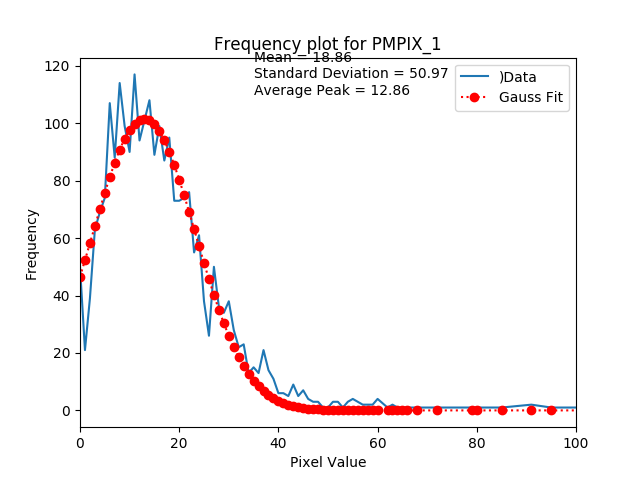 Frequency plot for PMPIX_1
Mean = 18.86
Standard Deviation = 50.97
Average Peak = 12.86
)Data
Gauss Fit
Frequency
120
100
80
60
40
20
0
0 20 40 60 80 100
Pixel Value